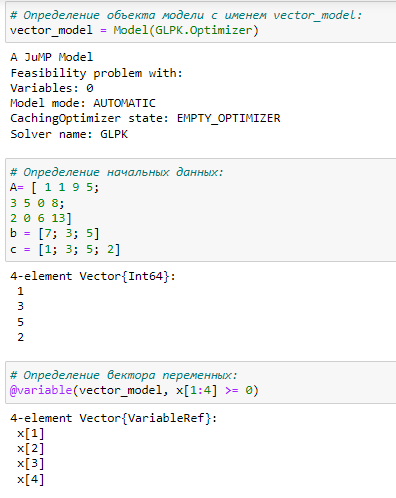 # Определение объекта модели с именем vector_model:
vector_model = Model(GLPK.Optimizer)
A JuMP Model
Feasibility problem with:
Variables: 0
Model mode: AUTOMATIC
CachingOptimizer state: EMPTY_OPTIMIZER
Solver name: GLPK
# Определение начальных данных:
A= [ 1 1 9 5;
3 5 0 8;
2 0 6 13]
b = [7; 3; 5]
c = [1; 3; 5; 2]
4-element Vector{Int64}:
1
3
5
2
# Определение вектора переменных:
@variable(vector_model, x[1:4] >= 0)
4-element Vector{VariableRef}:
x[1]
x[2]
x[3]
x[4]